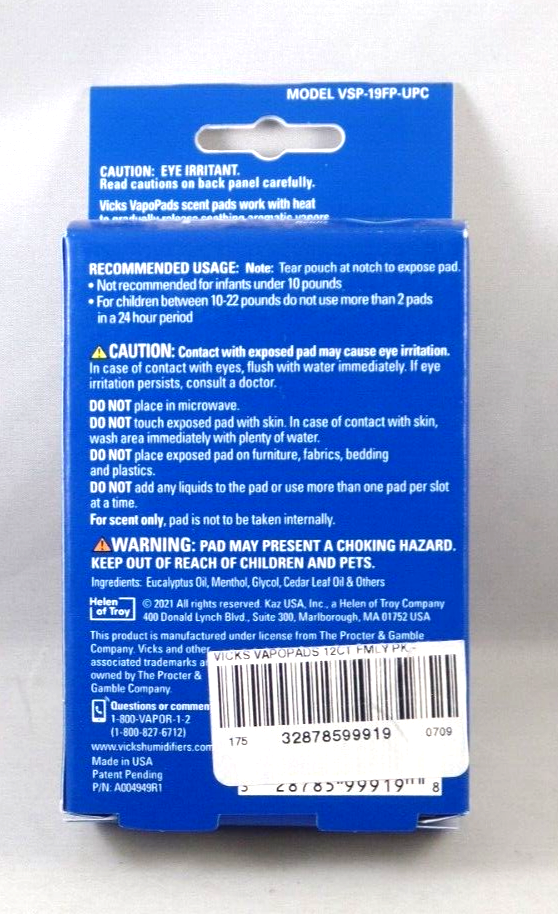 MODEL VSP-19FP-UPC
CAUTION: EYE IRRITANT.
Read cautions on back panel carefully.
Vicks VapoPads scent pads work with heat
to gradually release soothing aromatic vapors
RECOMMENDED USAGE: Note: Tear pouch at notch to expose pad.
• Not recommended for infants under 10 pounds
• For children between 10-22 pounds do not use more than 2 pads
in a 24 hour period
CAUTION: Contact with exposed pad may cause eye irritation.
In case of contact with eyes, flush with water immediately. If eye
irritation persists, consult a doctor.
DO NOT place in microwave.
DO NOT touch exposed pad with skin. In case of contact with skin,
wash area immediately with plenty of water.
DO NOT place exposed pad on furniture, fabrics, bedding
and plastics.
DO NOT add any liquids to the pad or use more than one pad per slot
at a time.
For scent only, pad is not to be taken internally.
WARNING: PAD MAY PRESENT A CHOKING HAZARD.
KEEP OUT OF REACH OF CHILDREN AND PETS.
Ingredients: Eucalyptus Oil, Menthol, Glycol, Cedar Leaf Oil & Others
Helen of Troy
© 2021 All rights reserved. Kaz USA, Inc., a Helen of Troy Company
400 Donald Lynch Blvd., Suite 300, Marlborough, MA 01752 USA
This product is manufactured under license from The Procter & Gamble
Company. Vicks and other
associated trademarks a
owned by The Procter &
Gamble Company.
Questions or commen
1-800-VAPOR-1-2
(1-800-827-6712)
www.vickshumidifiers.com
Made in USA
Patent Pending
P/N: A004949R1
VICKS VAPOPADS 12CT FMLY PK.-
175 32878599919 0709
3 28785 99919 8